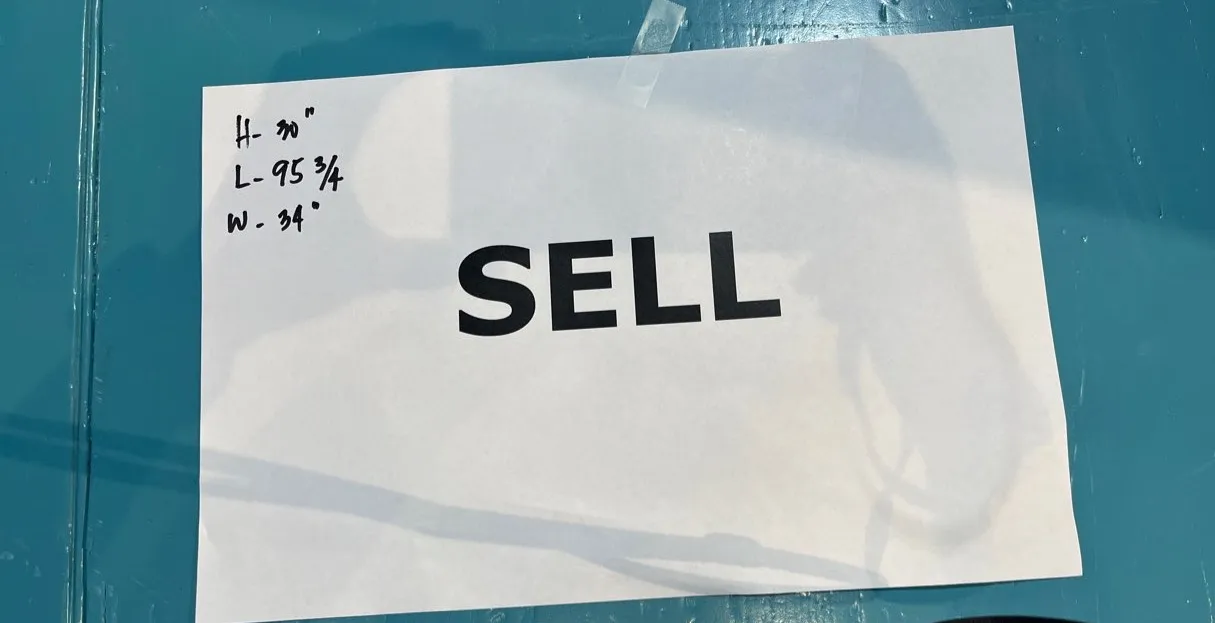 H- 30"
L- 95 3/4
W- 34"
SELL